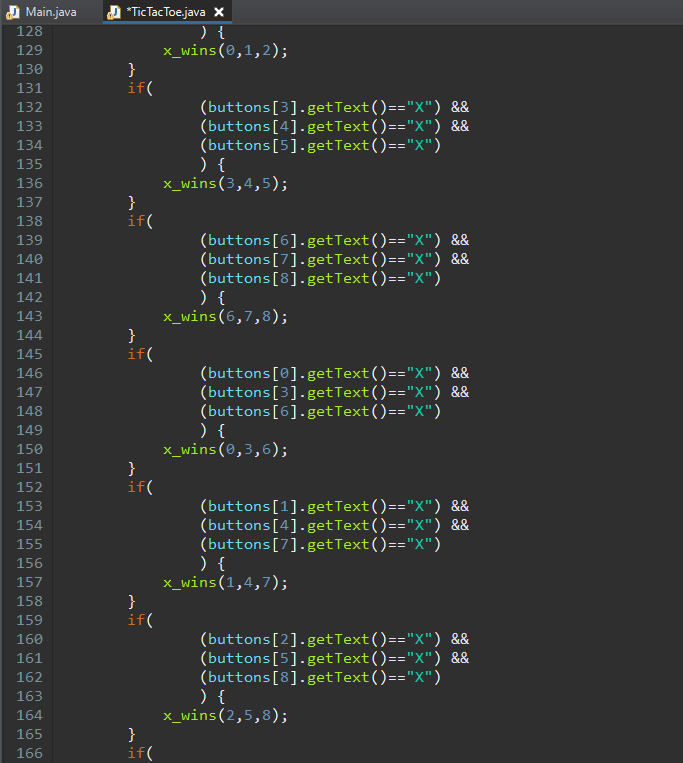 Main.java *TicTacToe.java
128 ) {
129 x_wins(0,1,2);
130 }
131 if(
132 (buttons[3].getText()=="X") &&
133 (buttons[4].getText()=="X") &&
134 (buttons[5].getText()=="X")
135 ) {
136 x_wins(3,4,5);
137 }
138 if(
139 (buttons[6].getText()=="X") &&
140 (buttons[7].getText()=="X") &&
141 (buttons[8].getText()=="X")
142 ) {
143 x_wins(6,7,8);
144 }
145 if(
146 (buttons[0].getText()=="X") &&
147 (buttons[3].getText()=="X") &&
148 (buttons[6].getText()=="X")
149 ) {
150 x_wins(0,3,6);
151 }
152 if(
153 (buttons[1].getText()=="X") &&
154 (buttons[4].getText()=="X") &&
155 (buttons[7].getText()=="X")
156 ) {
157 x_wins(1,4,7);
158 }
159 if(
160 (buttons[2].getText()=="X") &&
161 (buttons[5].getText()=="X") &&
162 (buttons[8].getText()=="X")
163 ) {
164 x_wins(2,5,8);
165 }
166 if(